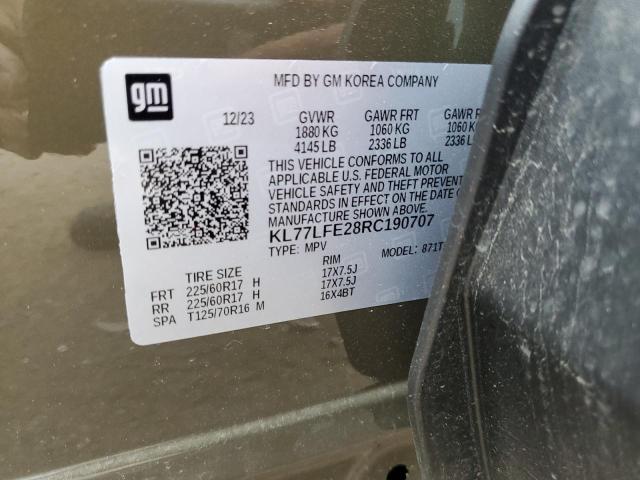 gm
MFD BY GM KOREA COMPANY
12/23 GVWR GAWR FRT GAWR
1880 KG 1060 KG 1060 KG
4145 LB 2336 LB 2336 LB
THIS VEHICLE CONFORMS TO ALL
APPLICABLE U.S. FEDERAL MOTOR
VEHICLE SAFETY AND THEFT PREVENT
STANDARDS IN EFFECT ON THE DATE
KL77LFE28RC190707
TYPE: MPV MODEL: 871T
TIRE SIZE RIM
FRT 225/60R17 H 17X7.5J
RR 225/60R17 H 17X7.5J
SPA T125/70R16 M 16X4BT